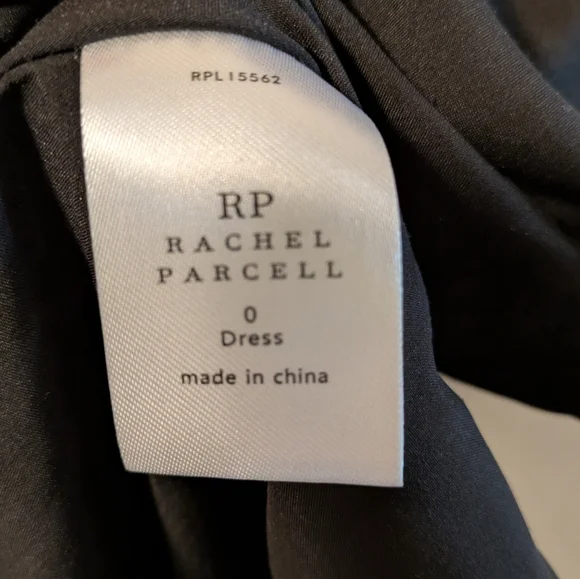 RPL15562
RP
RACHEL
PARCELL
0
Dress
made in china